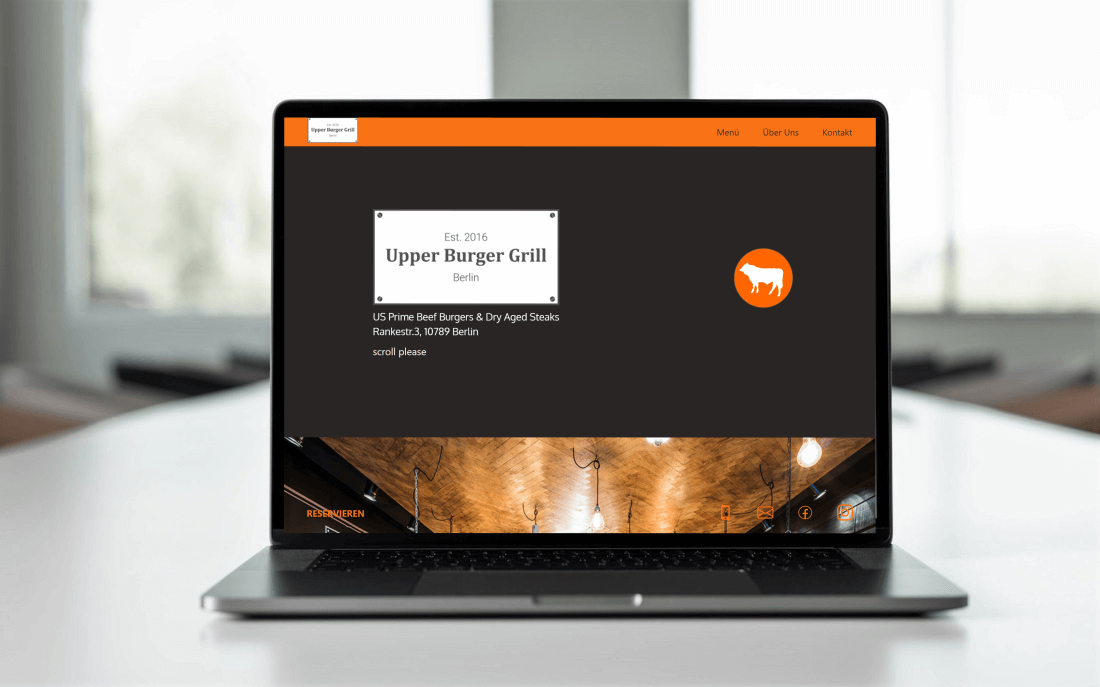 Est. 2016
Upper Burger Grill
Berlin
Menü
Über Uns
Kontakt
Est. 2016
Upper Burger Grill
Berlin
US Prime Beef Burgers & Dry Aged Steaks
Rankestr.3, 10789 Berlin
scroll please
RESERVIEREN